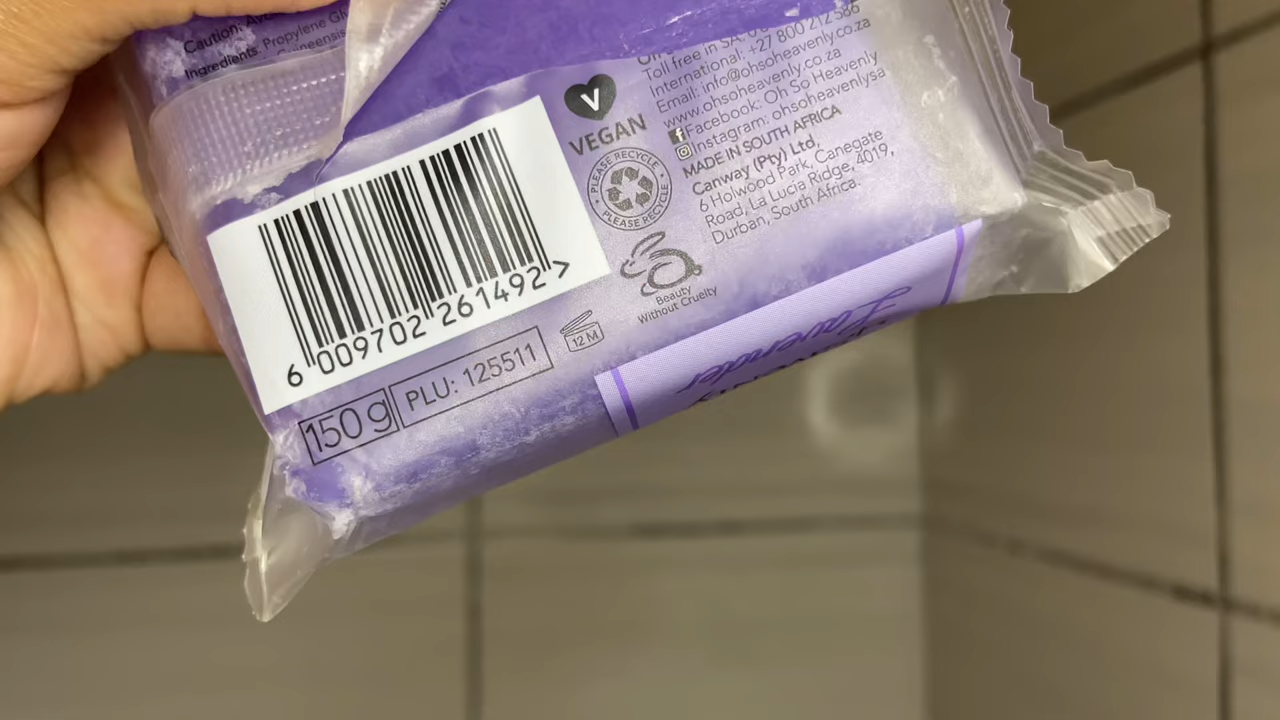 Caution:
Ingredients: Propylene
VEGAN
PLEASE RECYCLE
PLEASE RECYCLE
Beauty
Without Cruelty
Toll free in SA:
International: +27 800 212 586
Email: info@ohsoheavenly.co.za
www.ohsoheavenly.co.za
Facebook: Oh So Heavenly
Instagram: ohsoheavenlysa
MADE IN SOUTH AFRICA
Canway (Pty) Ltd,
6 Holwood Park, Canegate
Road, La Lucia Ridge, 4019,
Durban, South Africa.
6 009702 261492 >
150 g
PLU: 125511
12 M
Lavender